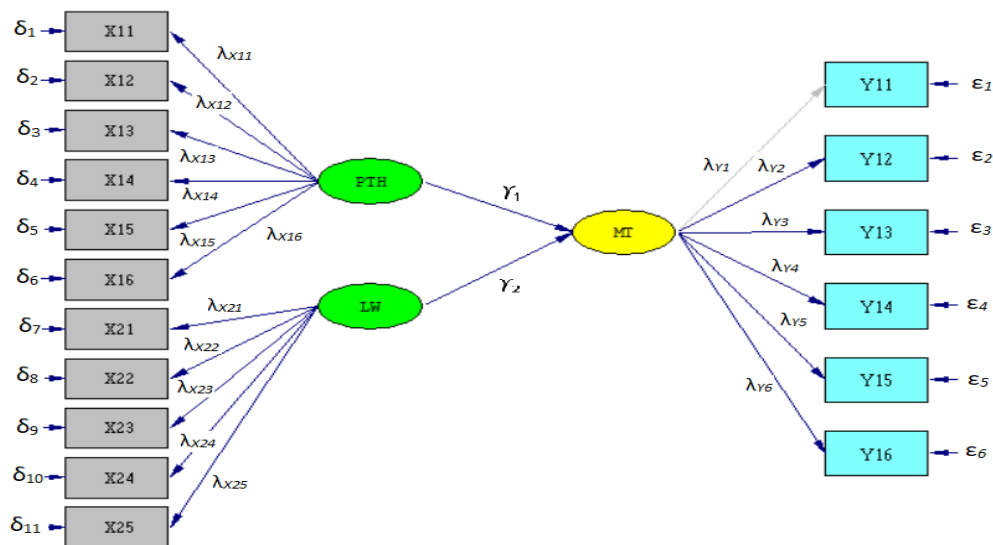 δ1 X11
δ2 X12
δ3 X13
δ4 X14
δ5 X15
δ6 X16
δ7 X21
δ8 X22
δ9 X23
δ10 X24
δ11 X25
λX11
λX12
λX13
λX14
λX15
λX16
λX21
λX22
λX23
λX24
λX25
PTH
LW
γ1
γ2
MT
λY1
λY2
λY3
λY4
λY5
λY6
Y11 ε1
Y12 ε2
Y13 ε3
Y14 ε4
Y15 ε5
Y16 ε6